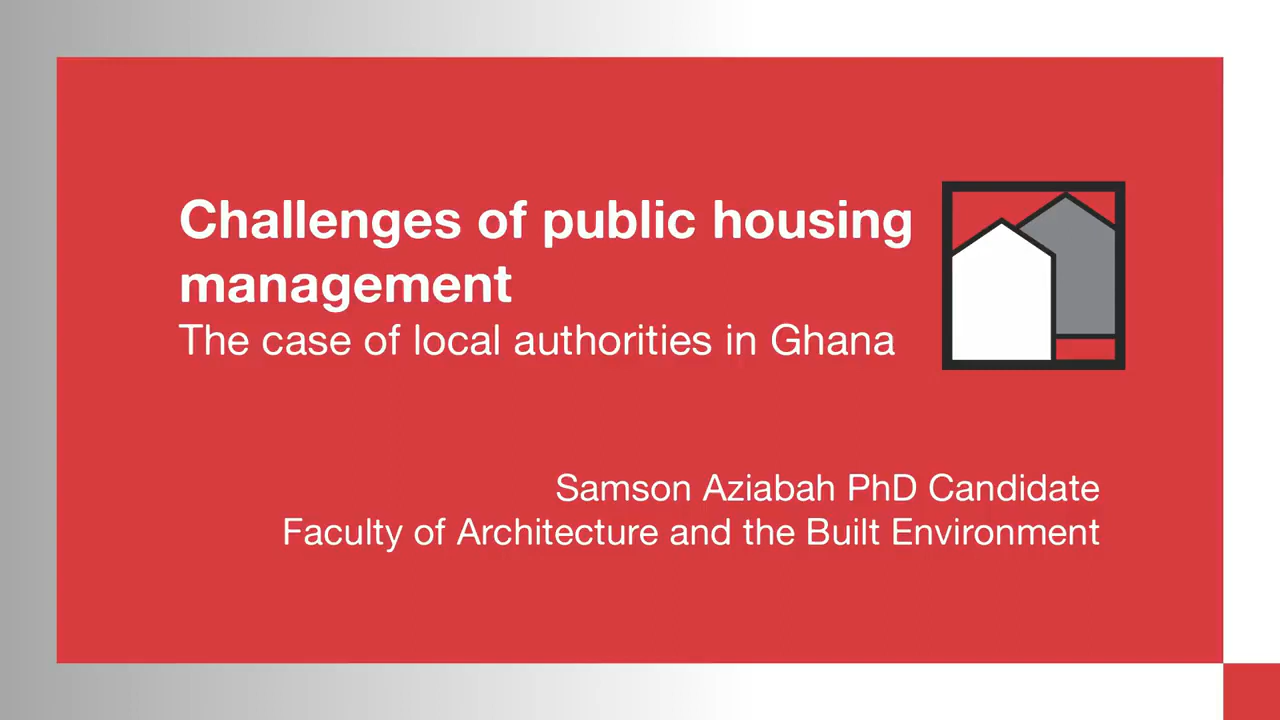 Challenges of public housing
management
The case of local authorities in Ghana
Samson Aziabah PhD Candidate
Faculty of Architecture and the Built Environment